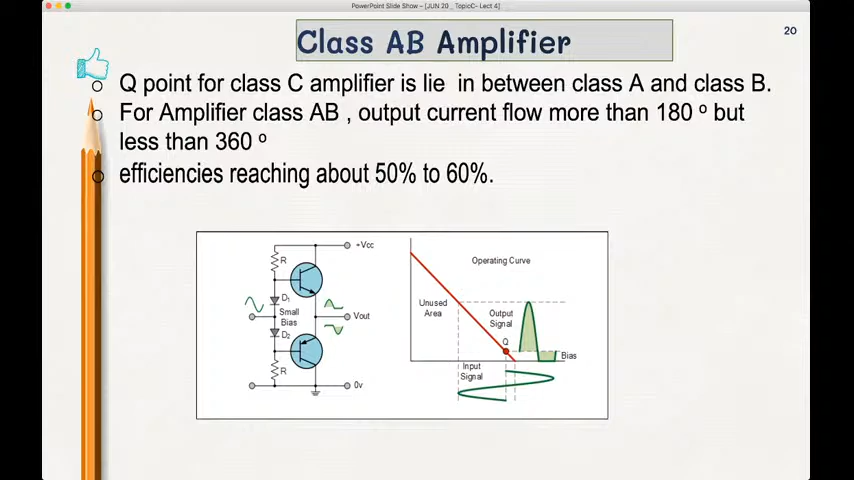 PowerPoint Slide Show – [JUN 20 _ TopicC- Lect 4]
Class AB Amplifier
20
o Q point for class C amplifier is lie in between class A and class B.
o For Amplifier class AB , output current flow more than 180 º but
less than 360 º
o efficiencies reaching about 50% to 60%.
+Vcc
R
D1
Small
Bias
Vout
D2
R
0v
Operating Curve
Unused
Area
Output
Signal
Q
Bias
Input
Signal